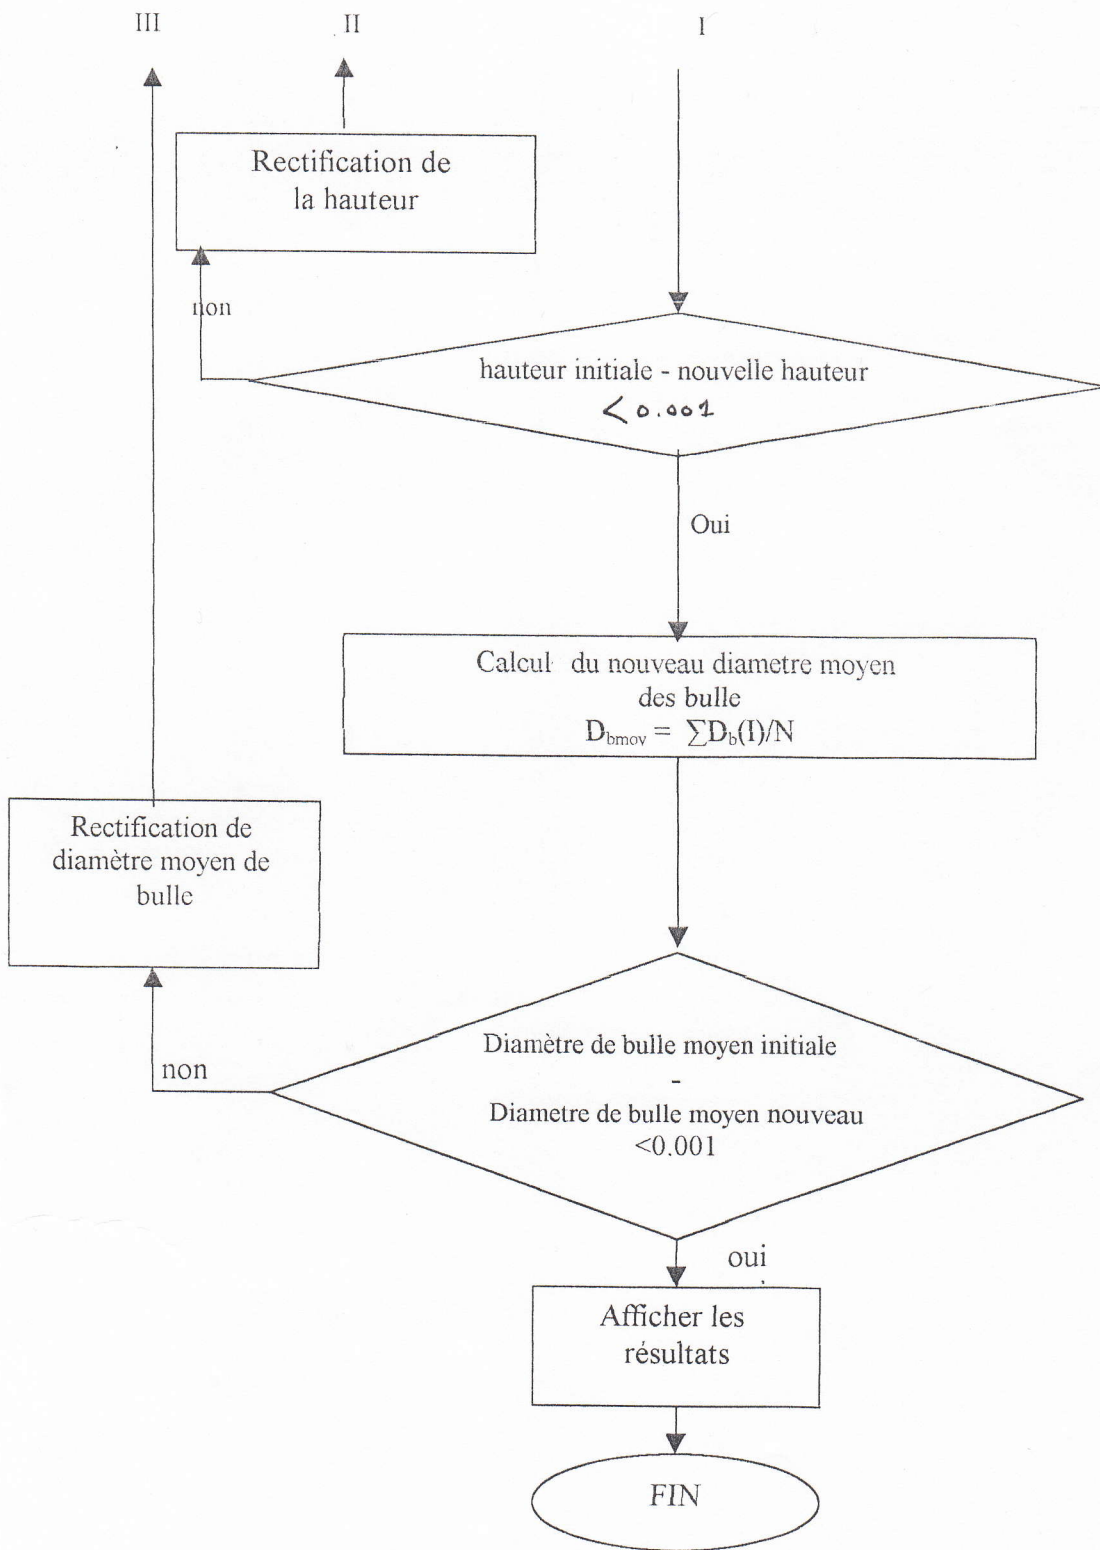 III
II
I
Rectification de
la hauteur
non
hauteur initiale - nouvelle hauteur
< 0.001
Oui
Calcul du nouveau diametre moyen
des bulle
Dbmoy = ∑Db(I)/N
Rectification de
diamètre moyen de
bulle
non
Diamètre de bulle moyen initiale
-
Diametre de bulle moyen nouveau
<0.001
oui
Afficher les
résultats
FIN